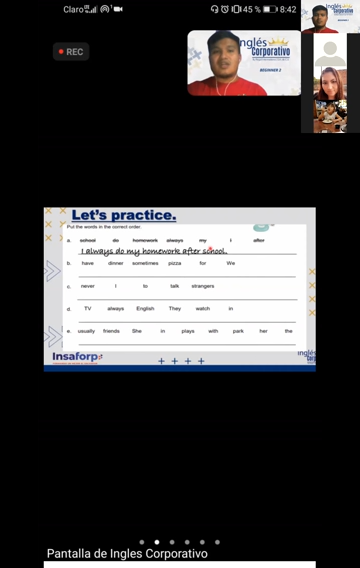 Claro 45 % 8:42
REC
Inglés
Corporativo
BEGINNER 2
Let's practice.
Put the words in the correct order.
a. school do homework always my I after
I always do my homework after school.
b. have dinner sometimes pizza for We
c. never I to talk strangers
d. TV always English They watch in
e. usually friends She in plays with park her the
Insaforp
Pantalla de Ingles Corporativo